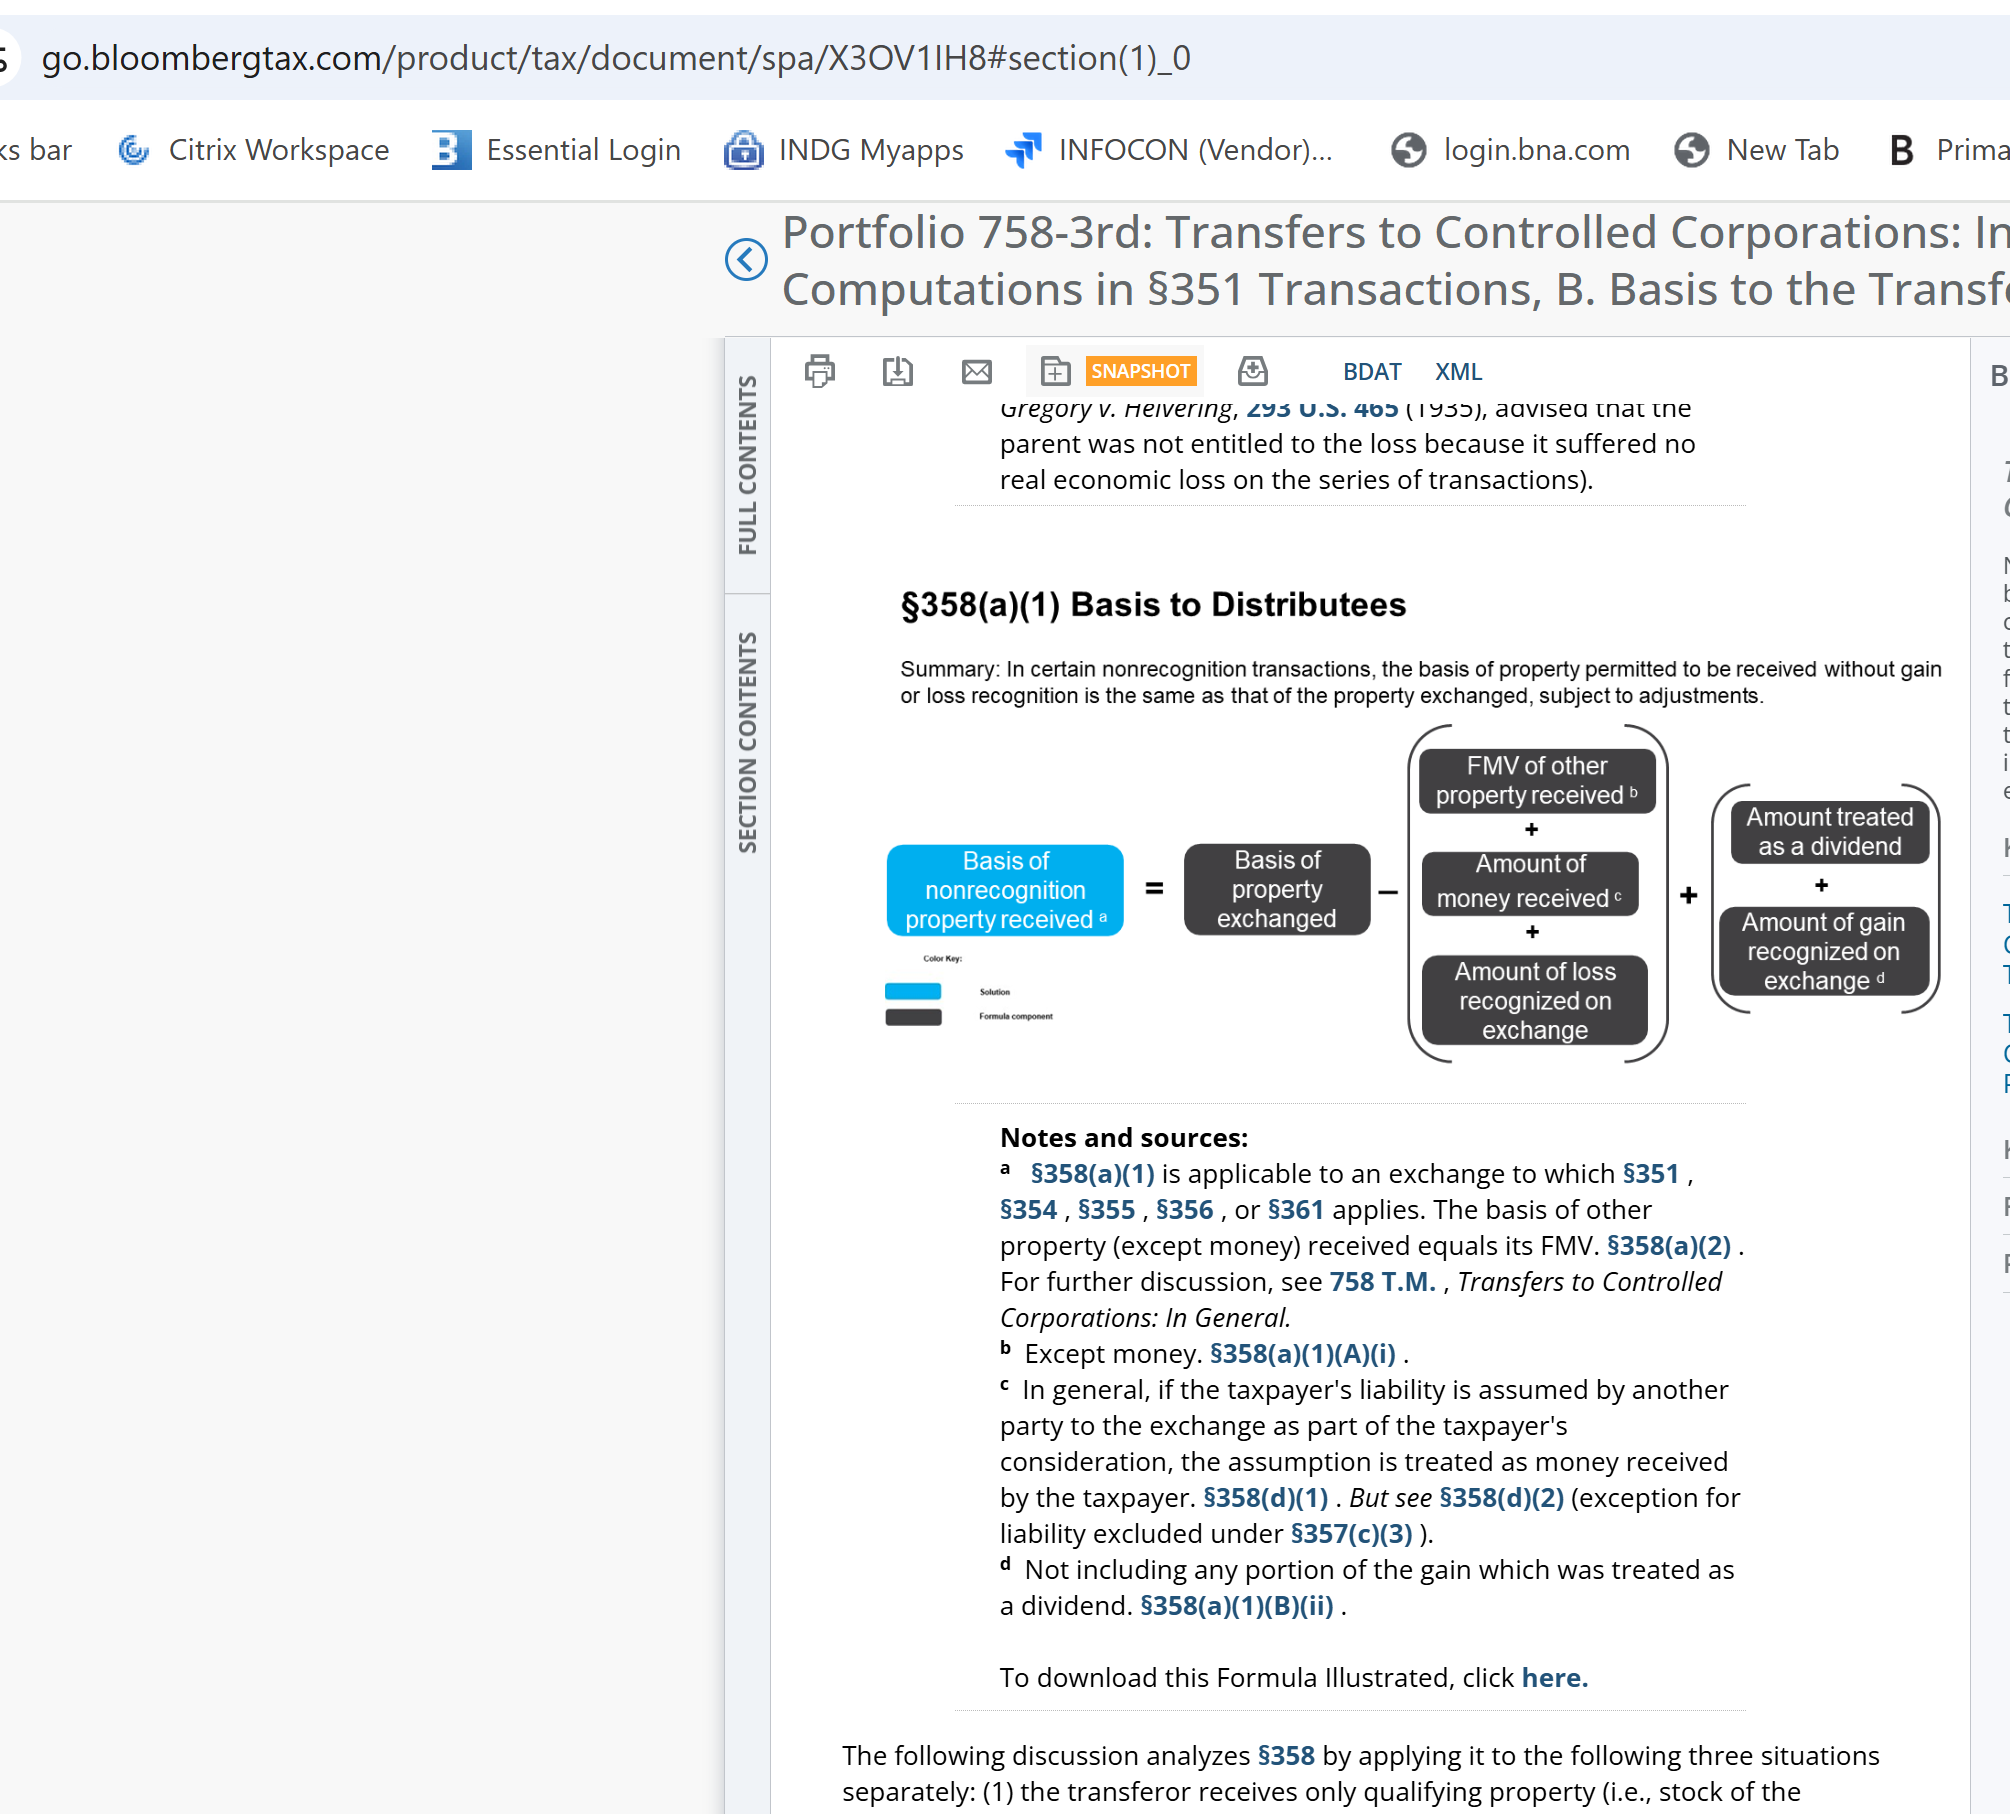 go.bloombergtax.com/product/tax/document/spa/X3OV1IH8#section(1)_0
ks bar Citrix Workspace Essential Login INDG Myapps INFOCON (Vendor)... login.bna.com New Tab Prima
Portfolio 758-3rd: Transfers to Controlled Corporations: In
Computations in §351 Transactions, B. Basis to the Transfe
FULL CONTENTS
SECTION CONTENTS
SNAPSHOT BDAT XML
Gregory v. Helvering, 293 U.S. 465 (1935), advised that the
parent was not entitled to the loss because it suffered no
real economic loss on the series of transactions).
§358(a)(1) Basis to Distributees
Summary: In certain nonrecognition transactions, the basis of property permitted to be received without gain
or loss recognition is the same as that of the property exchanged, subject to adjustments.
Basis of
nonrecognition
property received a
=
Basis of
property
exchanged
–
FMV of other
property received b
+
Amount of
money received c
+
Amount of loss
recognized on
exchange
+
Amount treated
as a dividend
+
Amount of gain
recognized on
exchange d
Color Key:
Solution
Formula component
Notes and sources:
a §358(a)(1) is applicable to an exchange to which §351 ,
§354 , §355 , §356 , or §361 applies. The basis of other
property (except money) received equals its FMV. §358(a)(2) .
For further discussion, see 758 T.M. , Transfers to Controlled
Corporations: In General.
b Except money. §358(a)(1)(A)(i) .
c In general, if the taxpayer's liability is assumed by another
party to the exchange as part of the taxpayer's
consideration, the assumption is treated as money received
by the taxpayer. §358(d)(1) . But see §358(d)(2) (exception for
liability excluded under §357(c)(3) ).
d Not including any portion of the gain which was treated as
a dividend. §358(a)(1)(B)(ii) .
To download this Formula Illustrated, click here.
The following discussion analyzes §358 by applying it to the following three situations
separately: (1) the transferor receives only qualifying property (i.e., stock of the